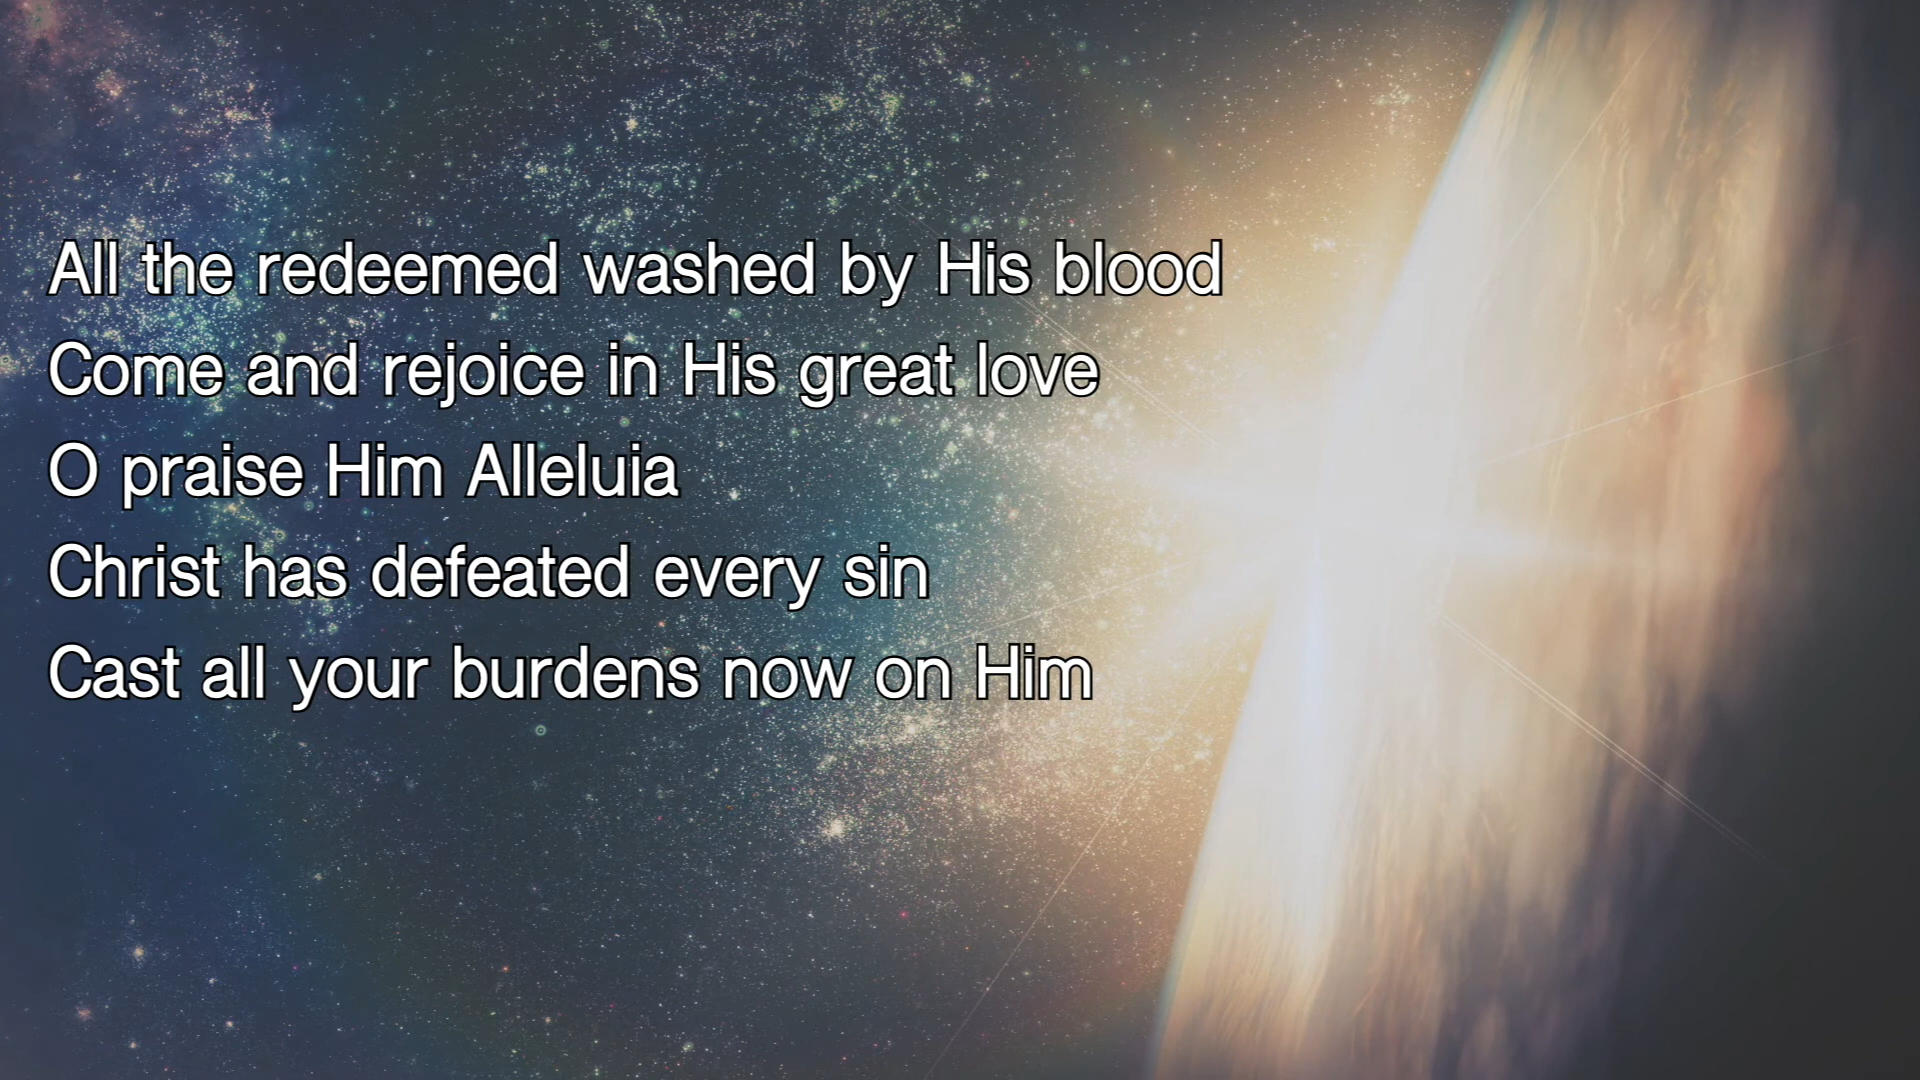 All the redeemed washed by His blood
Come and rejoice in His great love
O praise Him Alleluia
Christ has defeated every sin
Cast all your burdens now on Him